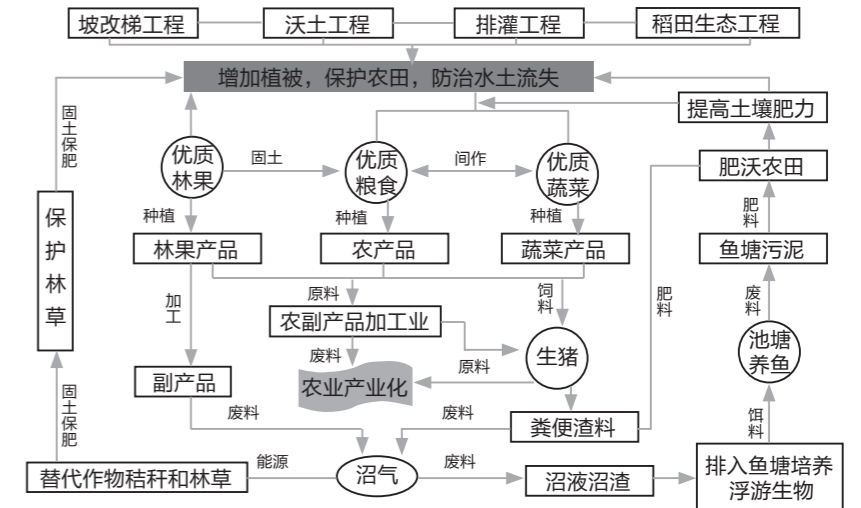 坡改梯工程
沃土工程
排灌工程
稻田生态工程
增加植被，保护农田，防治水土流失
提高土壤肥力
固土保肥
优质
林果
固土
优质
粮食
间作
优质
蔬菜
肥沃农田
保护林草
种植
种植
种植
肥料
林果产品
农产品
蔬菜产品
鱼塘污泥
加工
原料
饲料
肥料
废料
农副产品加工业
池塘
养鱼
废料
生猪
原料
副产品
农业产业化
固土保肥
废料
废料
粪便渣料
饵料
替代作物秸秆和林草
能源
沼气
废料
沼液沼渣
排入鱼塘培养
浮游生物